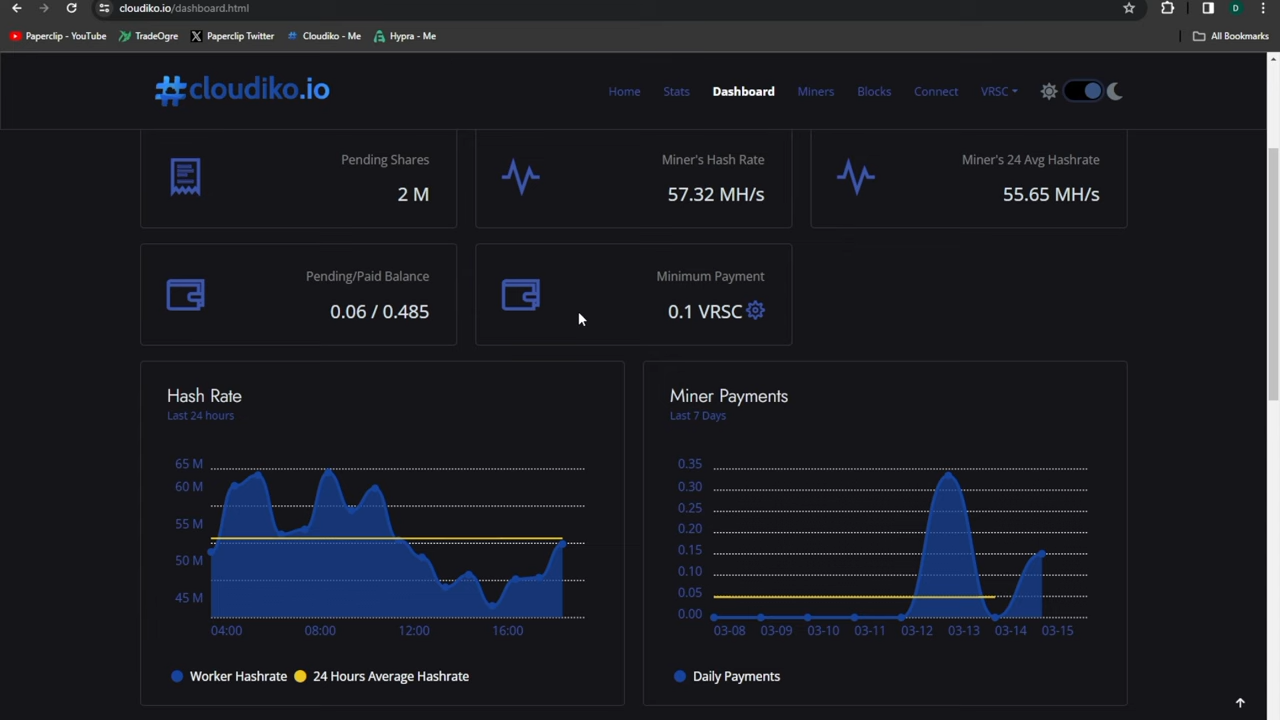 cloudiko.io/dashboard.html
Paperclip - YouTube
TradeOgre
Paperclip Twitter
Cloudiko - Me
Hypra - Me
All Bookmarks
D
#cloudiko.io
Home
Stats
Dashboard
Miners
Blocks
Connect
VRSC
Pending Shares
2 M
Miner's Hash Rate
57.32 MH/s
Miner's 24 Avg Hashrate
55.65 MH/s
Pending/Paid Balance
0.06 / 0.485
Minimum Payment
0.1 VRSC
Hash Rate
Last 24 hours
65 M
60 M
55 M
50 M
45 M
04:00
08:00
12:00
16:00
Worker Hashrate
24 Hours Average Hashrate
Miner Payments
Last 7 Days
0.35
0.30
0.25
0.20
0.15
0.10
0.05
0.00
03-08
03-09
03-10
03-11
03-12
03-13
03-14
03-15
Daily Payments